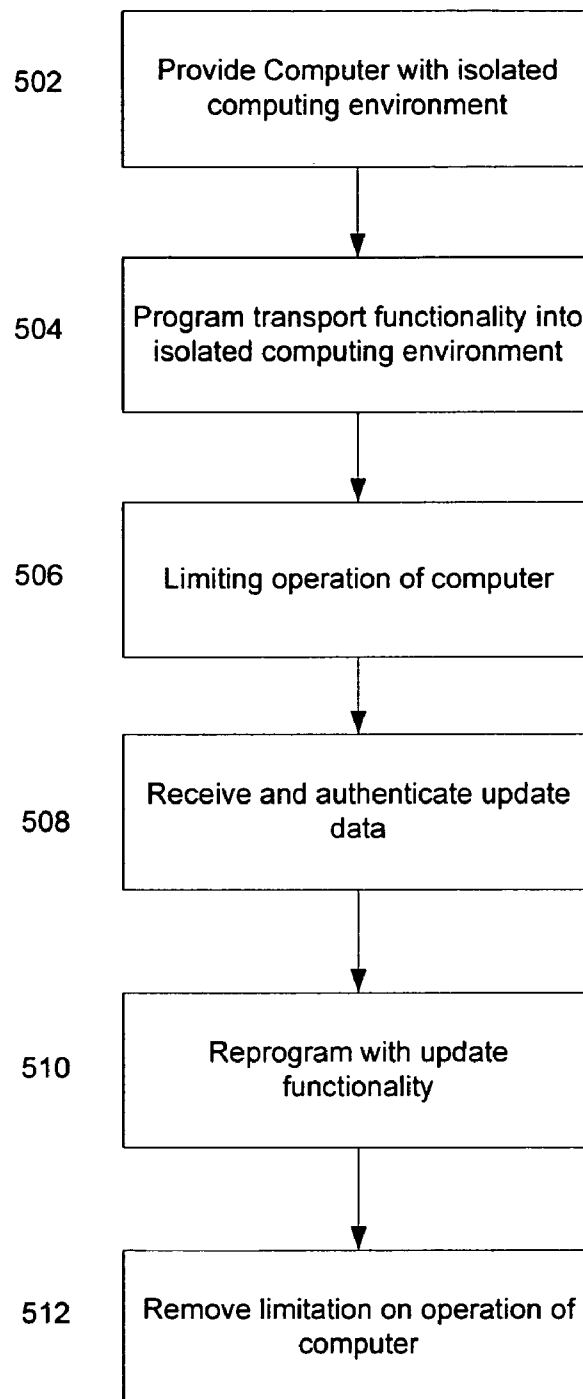 502
Provide Computer with isolated
computing environment
504
Program transport functionality into
isolated computing environment
506
Limiting operation of computer
508
Receive and authenticate update
data
510
Reprogram with update
functionality
512
Remove limitation on operation of
computer